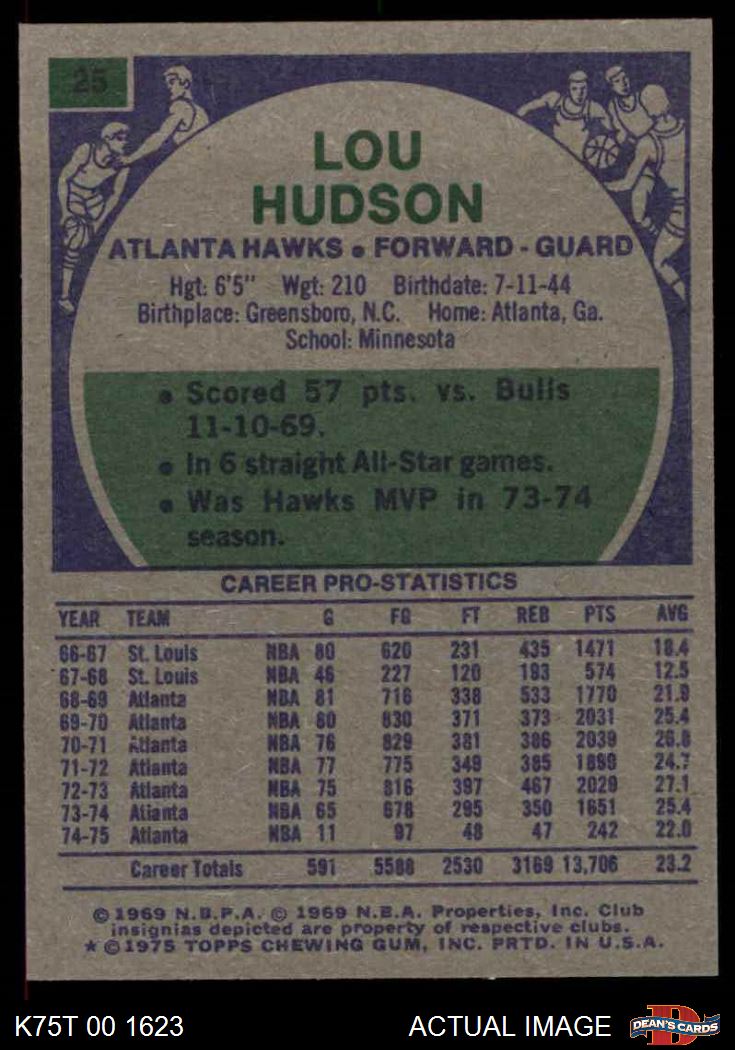 25
LOU
HUDSON
ATLANTA HAWKS • FORWARD - GUARD
Hgt: 6'5" Wgt: 210 Birthdate: 7-11-44
Birthplace: Greensboro, N.C. Home: Atlanta, Ga.
School: Minnesota
• Scored 57 pts. vs. Bulls
11-10-69.
• In 6 straight All-Star games.
• Was Hawks MVP in 73-74
season.
CAREER PRO-STATISTICS
YEAR TEAM G FG FT REB PTS AVG
66-67 St. Louis NBA 80 620 231 435 1471 18.4
67-68 St. Louis NBA 46 227 120 193 574 12.5
68-69 Atlanta NBA 81 716 338 533 1770 21.9
69-70 Atlanta NBA 80 830 371 373 2031 25.4
70-71 Atlanta NBA 76 829 381 386 2039 26.8
71-72 Atlanta NBA 77 775 349 385 1899 24.7
72-73 Atlanta NBA 75 816 397 467 2029 27.1
73-74 Atlanta NBA 65 678 295 350 1651 25.4
74-75 Atlanta NBA 11 97 48 47 242 22.0
Career Totals 591 5588 2530 3169 13,706 23.2
© 1969 N.B.P.A. © 1969 N.B.A. Properties, Inc. Club
insignias depicted are property of respective clubs.
★ © 1975 TOPPS CHEWING GUM, INC. PRTD. IN U.S.A.
K75T 00 1623 ACTUAL IMAGE D DEAN'S CARDS